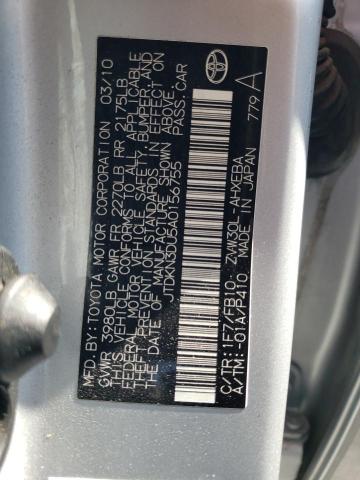 MFD.BY:TOYOTA MOTOR CORPORATION 03/10
GVWR 3980LB GAWR FR 2270LB RR 2175LB
THIS VEHICLE CONFORMS TO ALL APPLICABLE
FEDERAL MOTOR VEHICLE SAFETY, BUMPER, AND
THEFT PREVENTION STANDARDS IN EFFECT ON
THE DATE OF MANUFACTURE SHOWN ABOVE.
JTDKN3DU5A0156755 PASS.CAR
C/TR:1F7/FB10 ZVW30L-AHXEBA
A/TM:-01A/P410 MADE IN JAPAN 779 A
TOYOTA